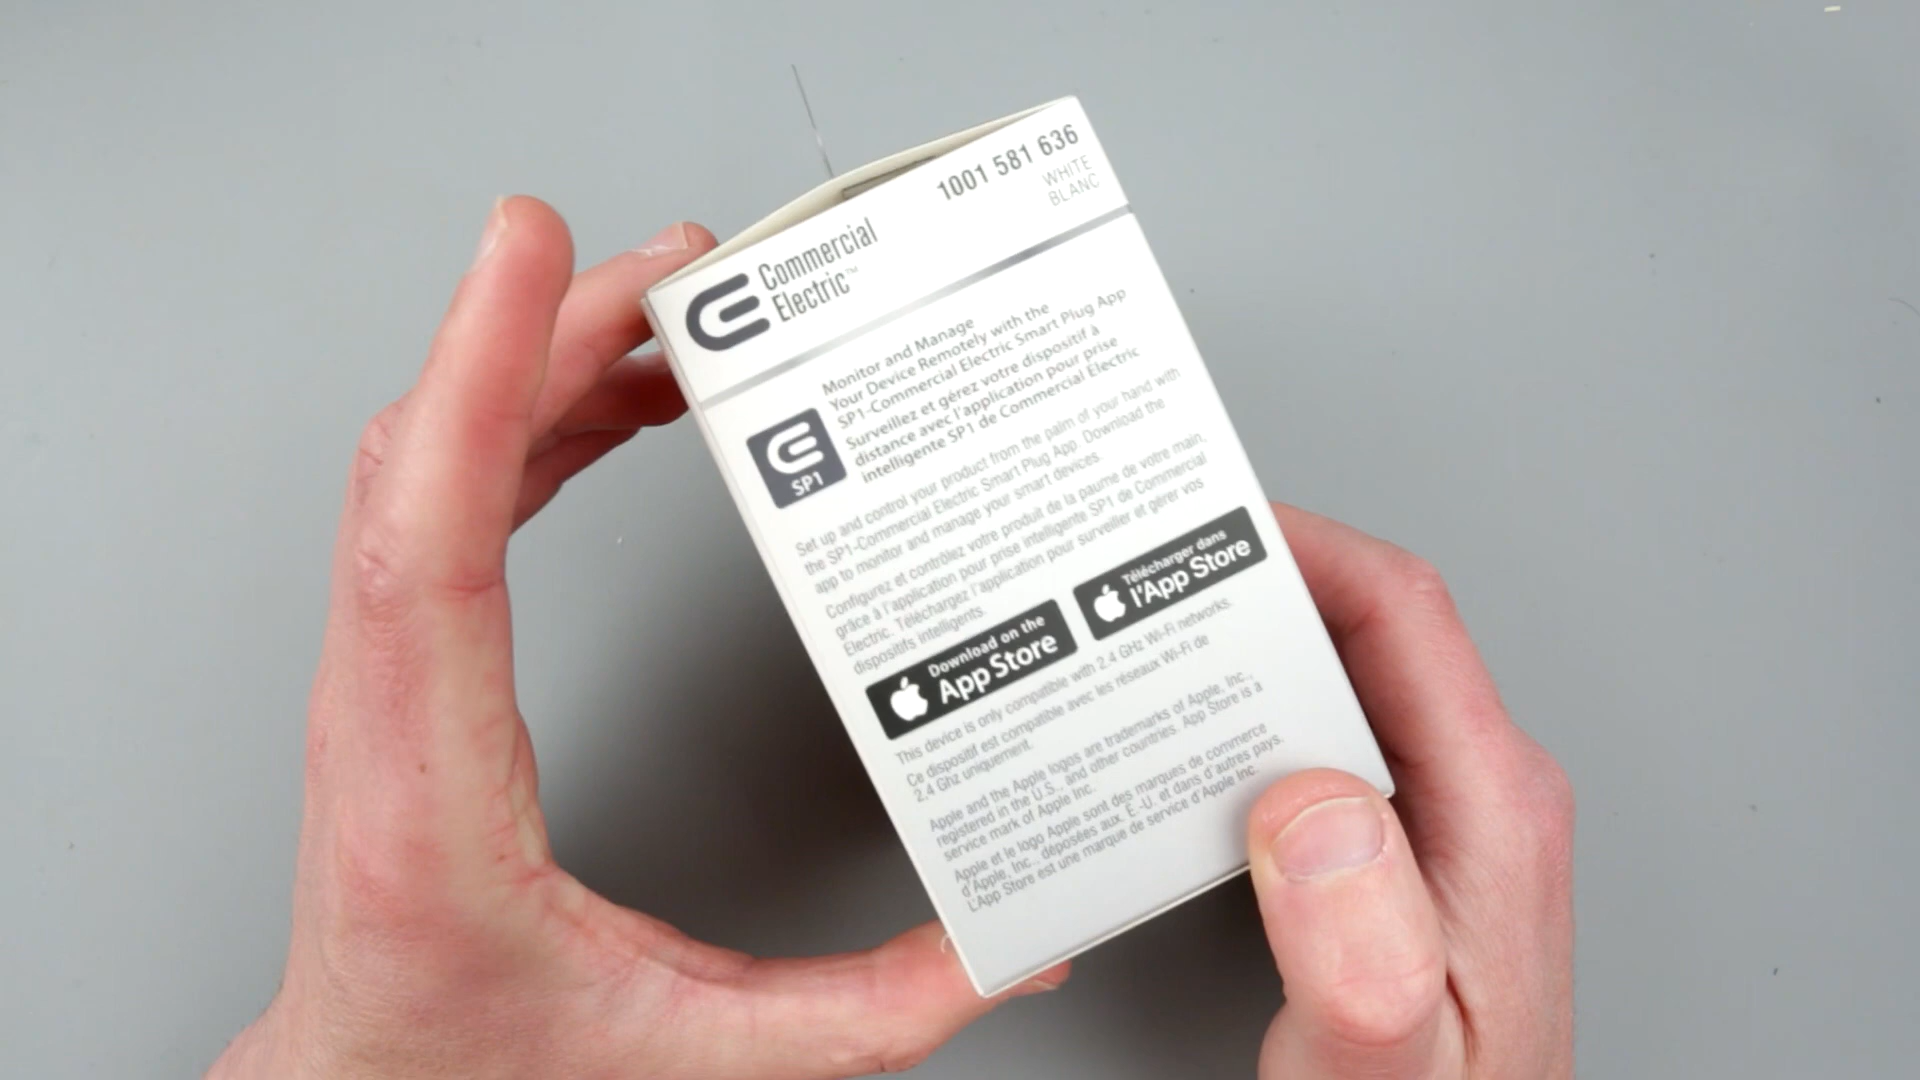 Commercial
Electric™
1001 581 636
WHITE
BLANC
SP1
Monitor and Manage
Your Device Remotely with the
SP1-Commercial Electric Smart Plug App
Surveillez et gérez votre dispositif à
distance avec l'application pour prise
intelligente SP1 de Commercial Electric
Set up and control your product from the palm of your hand with
the SP1-Commercial Electric Smart Plug App. Download the
app to monitor and manage your smart devices.
Configurez et contrôlez votre produit de la paume de votre main,
grâce à l'application pour prise intelligente SP1 de Commercial
Electric. Téléchargez l'application pour surveiller et gérer vos
dispositifs intelligents.
Download on the
App Store
Télécharger dans
l'App Store
This device is only compatible with 2.4 GHz Wi-Fi networks.
Ce dispositif est compatible avec les réseaux Wi-Fi de
2.4 Ghz uniquement.
Apple and the Apple logos are trademarks of Apple, Inc.,
registered in the U.S., and other countries. App Store is a
service mark of Apple Inc.
Apple et le logo Apple sont des marques de commerce
d'Apple, Inc., déposées aux. E.-U. et dans d'autres pays.
L'App Store est une marque de service d'Apple Inc.